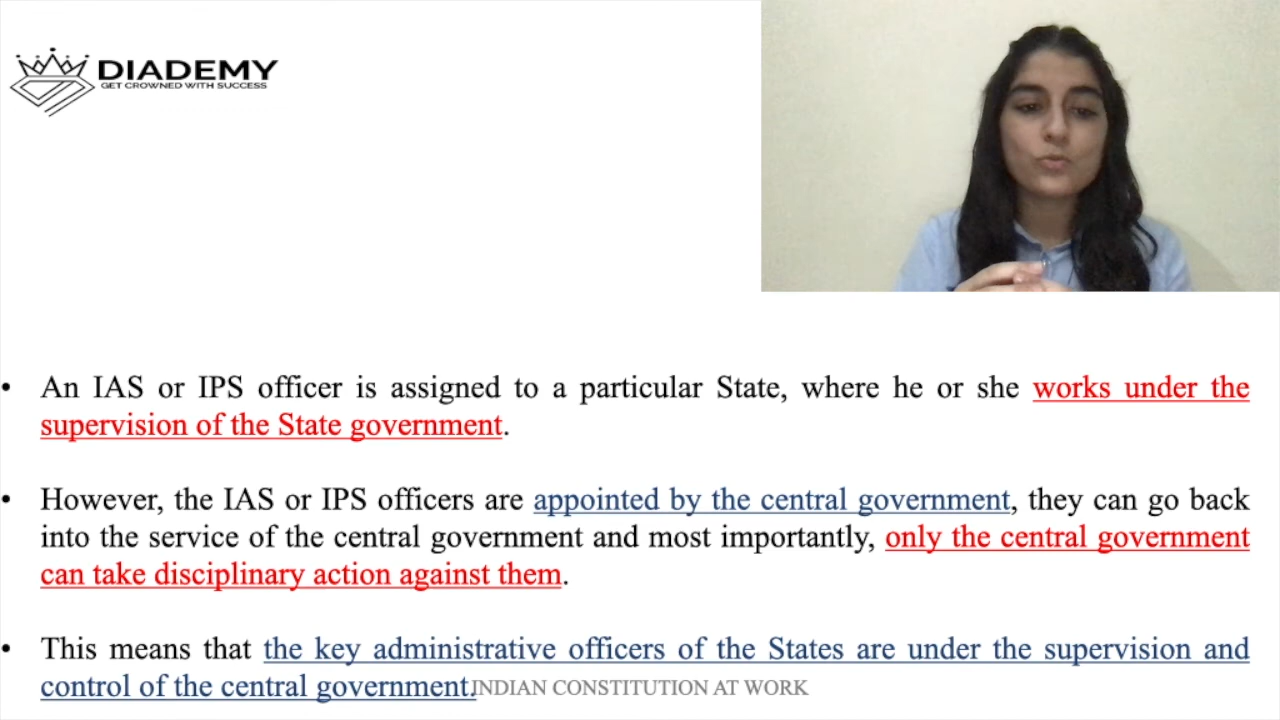 DIADEMY
GET CROWNED WITH SUCCESS
• An IAS or IPS officer is assigned to a particular State, where he or she works under the
supervision of the State government.
• However, the IAS or IPS officers are appointed by the central government, they can go back
into the service of the central government and most importantly, only the central government
can take disciplinary action against them.
• This means that the key administrative officers of the States are under the supervision and
control of the central government.
INDIAN CONSTITUTION AT WORK